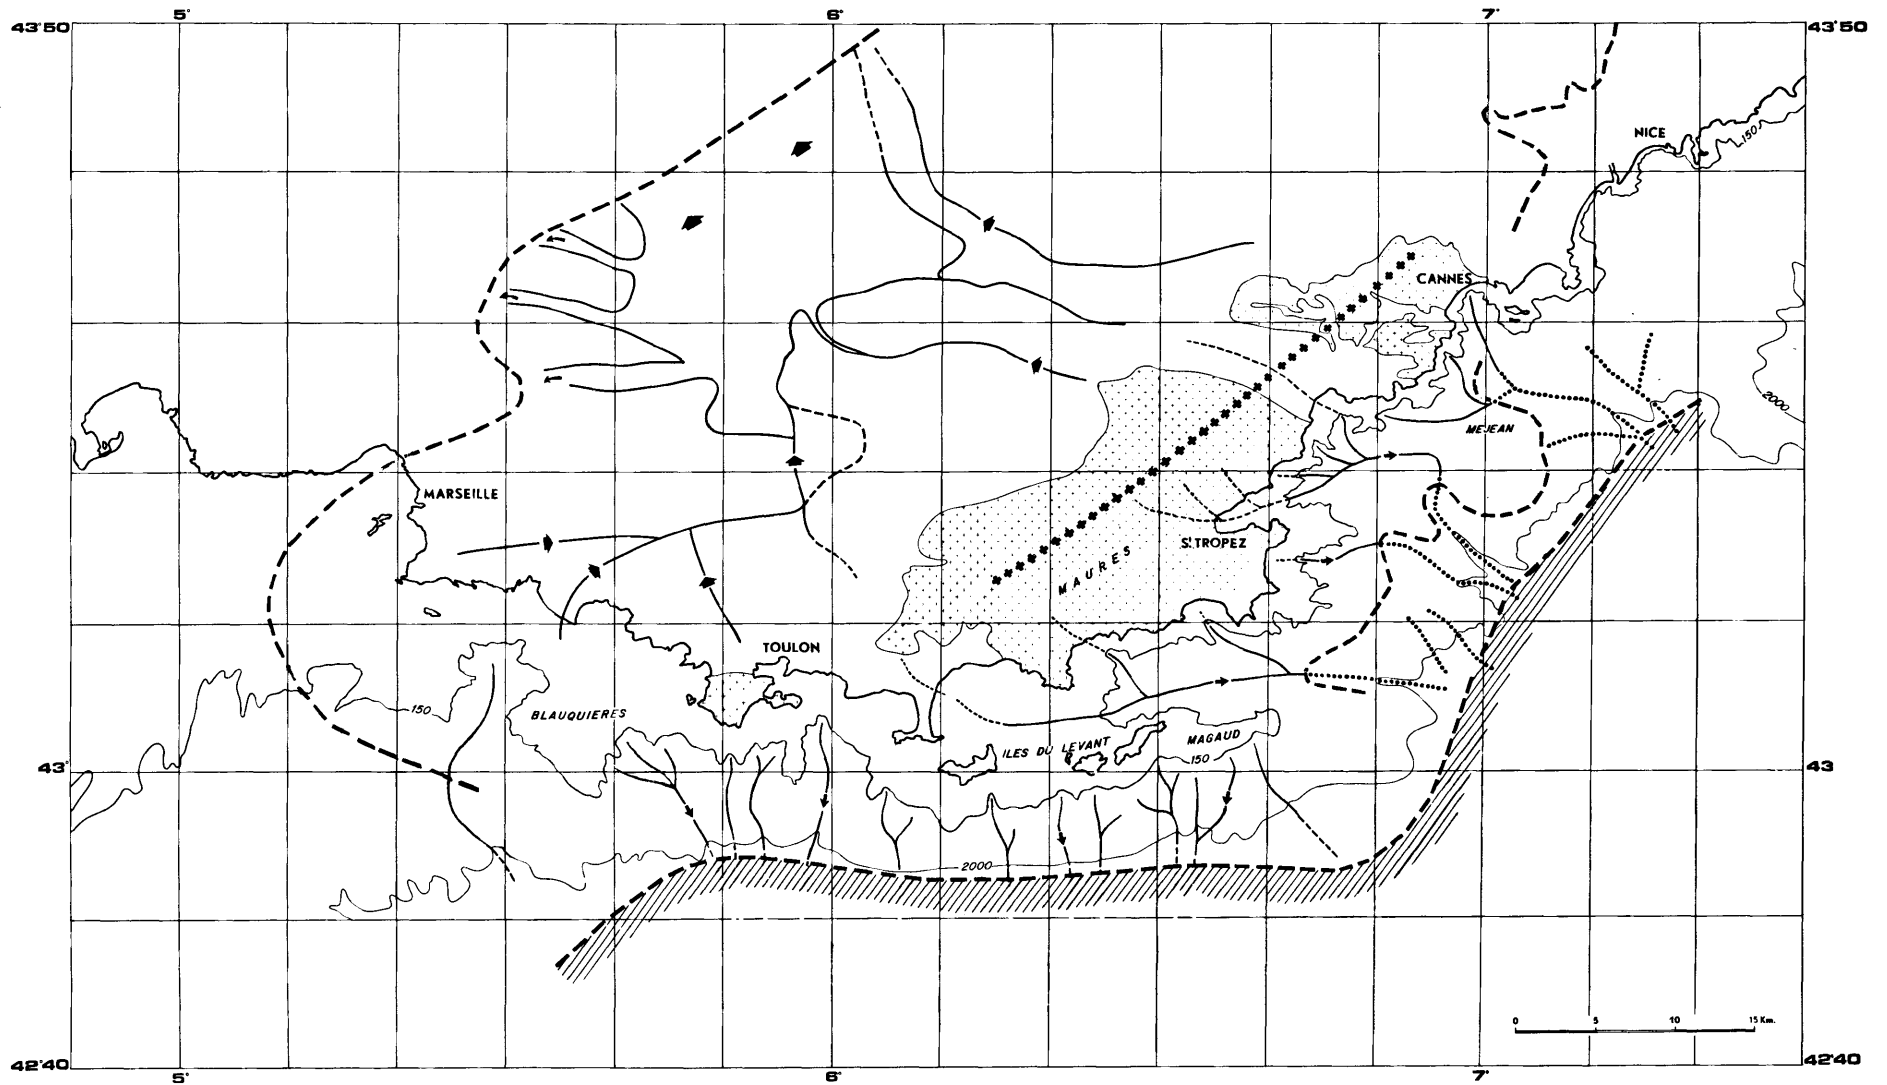 5° 6° 7°
43°50 43°50
NICE
150
CANNES
2000
MEJEAN
MARSEILLE
S.TROPEZ
MAURES
TOULON
150
BLAUQUIERES
ILES DU LEVANT
MAGAUD
150
43° 43
2000
0 5 10 15 Km.
42°40 42°40
5° 6° 7°